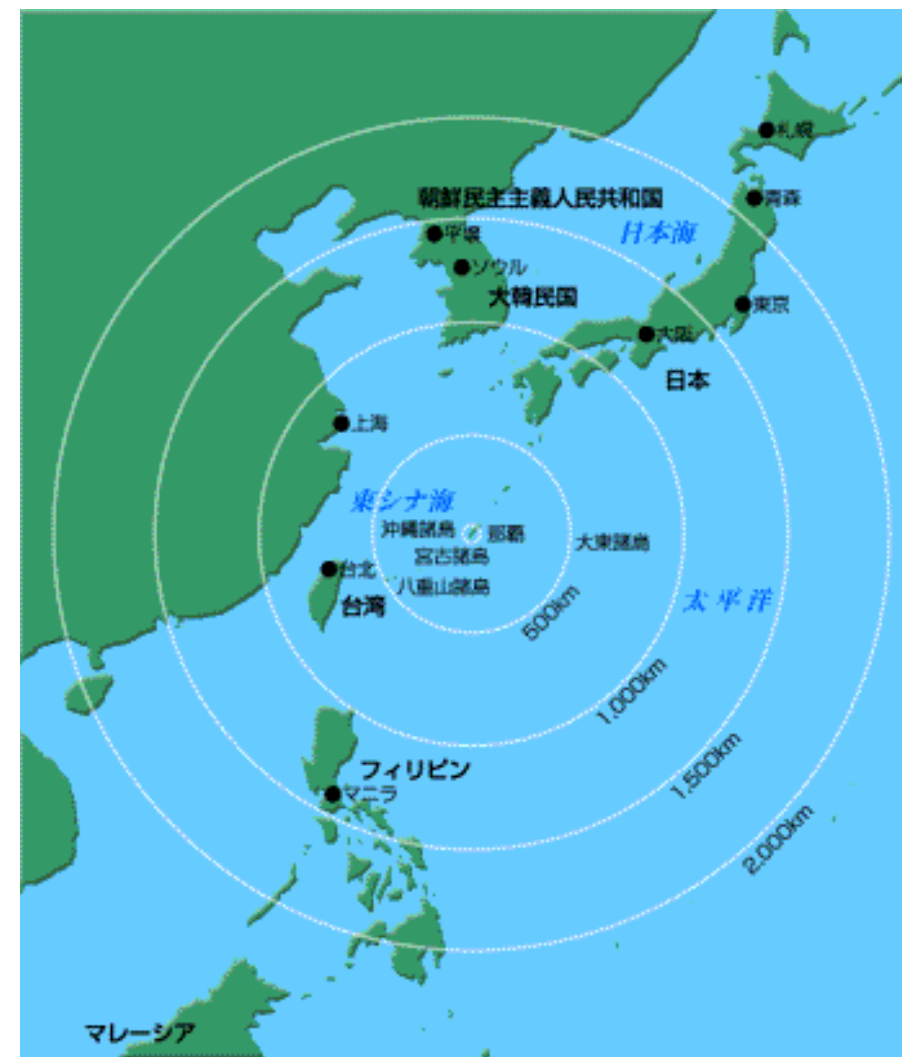 札幌
朝鮮民主主義人民共和国
青森
日本海
平壌
ソウル
大韓民国
東京
大阪
日本
上海
東シナ海
沖縄諸島
那覇
大東諸島
宮古諸島
台北
八重山諸島
台湾
太平洋
500km
1,000km
1,500km
フィリピン
マニラ
2,000km
マレーシア